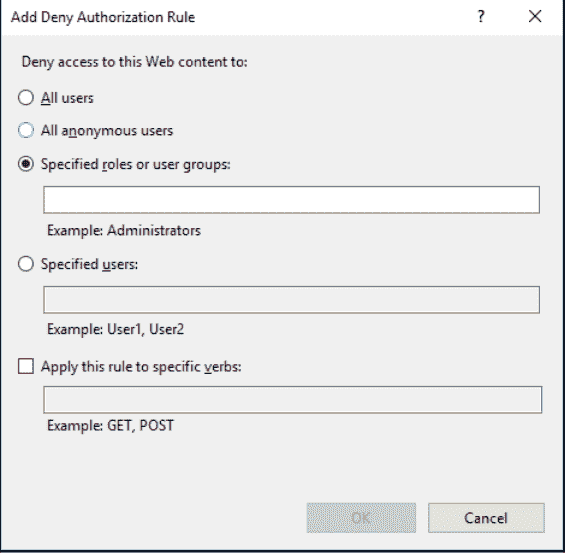 Add Deny Authorization Rule ?
Deny access to this Web content to:
All users
All anonymous users
Specified roles or user groups:
Example: Administrators
Specified users:
Example: User1, User2
Apply this rule to specific verbs:
Example: GET, POST
OK Cancel